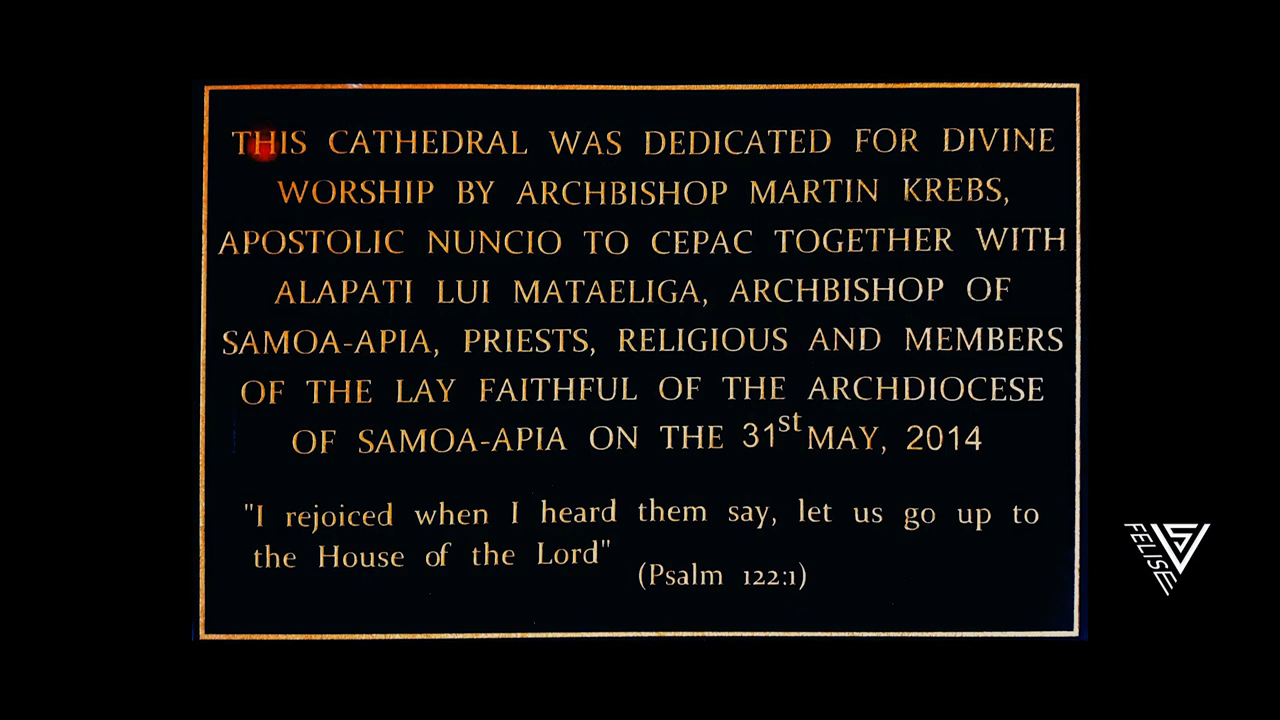 THIS CATHEDRAL WAS DEDICATED FOR DIVINE
WORSHIP BY ARCHBISHOP MARTIN KREBS,
APOSTOLIC NUNCIO TO CEPAC TOGETHER WITH
ALAPATI LUI MATAELIGA, ARCHBISHOP OF
SAMOA-APIA, PRIESTS, RELIGIOUS AND MEMBERS
OF THE LAY FAITHFUL OF THE ARCHDIOCESE
OF SAMOA-APIA ON THE 31st MAY, 2014
"I rejoiced when I heard them say, let us go up to
the House of the Lord"
(Psalm 122:1)
FELISE